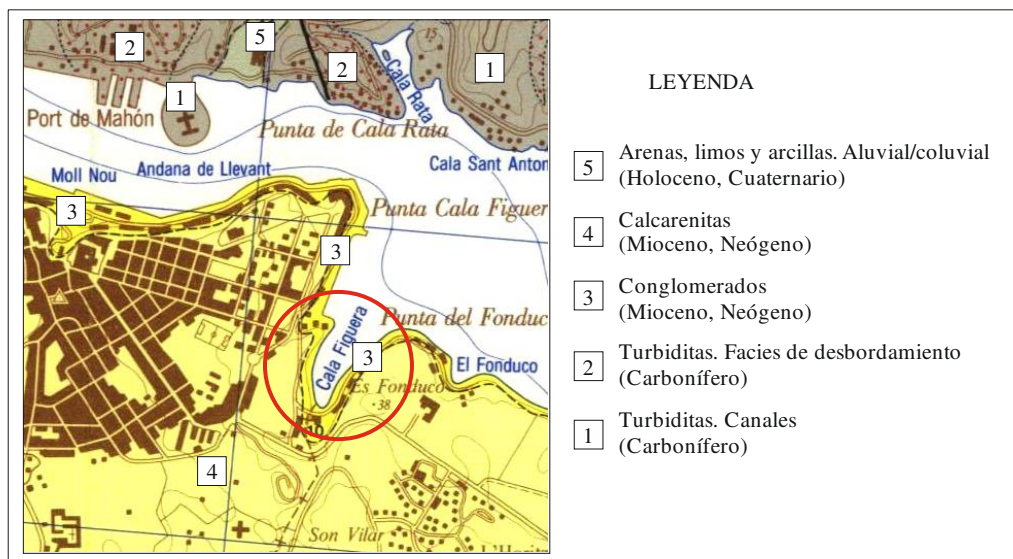 2
5
2
15
1
Cala Rata
1
Port de Mahón
Punta de Cala Rata
Moll Nou
Andana de Llevant
Cala Sant Anton
3
Punta Cala Figuer
3
Punta del Fonduc
Cala Figuera
3
El Fonduco
Es Fonduco
38
10
4
Son Vilar
LEYENDA
5 Arenas, limos y arcillas. Aluvial/coluvial
(Holoceno, Cuaternario)
4 Calcarenitas
(Mioceno, Neógeno)
3 Conglomerados
(Mioceno, Neógeno)
2 Turbiditas. Facies de desbordamiento
(Carbonífero)
1 Turbiditas. Canales
(Carbonífero)